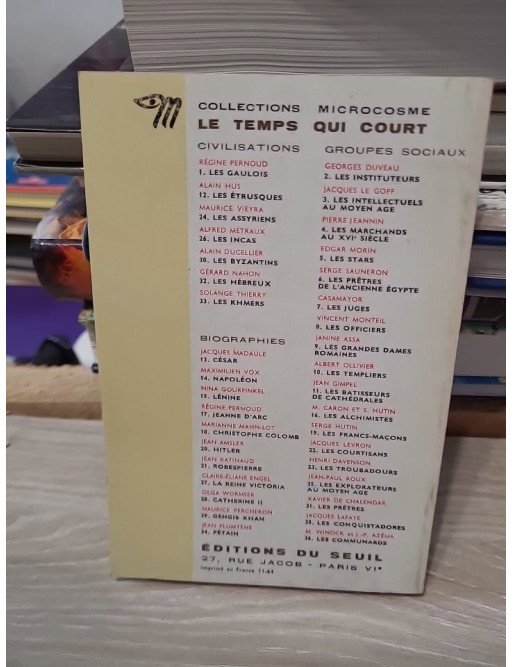 COLLECTIONS MICROCOSME
LE TEMPS QUI COURT
CIVILISATIONS
RÉGINE PERNOUD
1. LES GAULOIS
ALAIN HUS
12. LES ÉTRUSQUES
MAURICE VIEYRA
24. LES ASSYRIENS
ALFRED MÉTRAUX
26. LES INCAS
ALAIN DUCELLIER
30. LES BYZANTINS
GÉRARD NAHON
32. LES HÉBREUX
SOLANGE THIERRY
33. LES KHMERS
BIOGRAPHIES
JACQUES MADAULE
13. CÉSAR
MAXIMILIEN VOX
14. NAPOLÉON
NINA GOURFINKEL
15. LÉNINE
RÉGINE PERNOUD
17. JEANNE D'ARC
MARIANNE MAHN-LOT
18. CHRISTOPHE COLOMB
JEAN AMSLER
20. HITLER
JEAN RATINAUD
21. ROBESPIERRE
CLAIRE-ÉLIANE ENGEL
27. LA REINE VICTORIA
OLGA WORMSER
28. CATHERINE II
MAURICE PERCHERON
29. GENGIS KHAN
JEAN PLUMYÈNE
34. PÉTAIN
GROUPES SOCIAUX
GEORGES DUVEAU
2. LES INSTITUTEURS
JACQUES LE GOFF
3. LES INTELLECTUELS
AU MOYEN AGE
PIERRE JEANNIN
4. LES MARCHANDS
AU XVIe SIÈCLE
EDGAR MORIN
5. LES STARS
SERGE SAUNERON
6. LES PRÊTRES
DE L'ANCIENNE ÉGYPTE
CASAMAYOR
7. LES JUGES
VINCENT MONTEIL
8. LES OFFICIERS
JANINE ASSA
9. LES GRANDES DAMES
ROMAINES
ALBERT OLLIVIER
10. LES TEMPLIERS
JEAN GIMPEL
11. LES BATISSEURS
DE CATHÉDRALES
M. CARON ET S. HUTIN
16. LES ALCHIMISTES
SERGE HUTIN
19. LES FRANCS-MAÇONS
JACQUES LEVRON
22. LES COURTISANS
HENRI DAVENSON
23. LES TROUBADOURS
JEAN-PAUL ROUX
25. LES EXPLORATEURS
AU MOYEN AGE
XAVIER DE CHALENDAR
31. LES PRÊTRES
JACQUES LAFAYE
35. LES CONQUISTADORES
M. WINOCK et J.-P. AZÉMA
36. LES COMMUNARDS
ÉDITIONS DU SEUIL
27, RUE JACOB - PARIS VIe
Imprimé en France 11-64